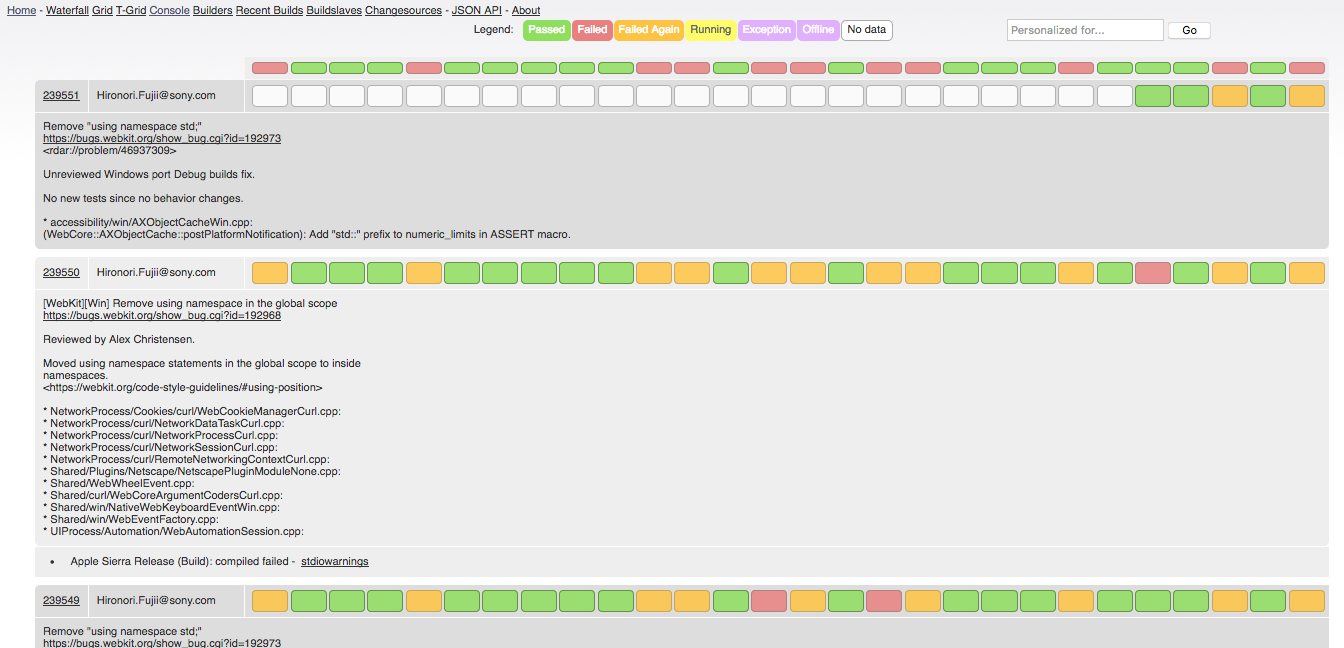 Home - Waterfall Grid T-Grid Console Builders Recent Builds Buildslaves Changesources - JSON API - About
Legend: Passed Failed Failed Again Running Exception Offline No data
Personalized for... Go
239551 Hironori.Fujii@sony.com
Remove "using namespace std;"
https://bugs.webkit.org/show_bug.cgi?id=192973
<rdar://problem/46937309>
Unreviewed Windows port Debug builds fix.
No new tests since no behavior changes.
* accessibility/win/AXObjectCacheWin.cpp:
(WebCore::AXObjectCache::postPlatformNotification): Add "std::" prefix to numeric_limits in ASSERT macro.
239550 Hironori.Fujii@sony.com
[WebKit][Win] Remove using namespace in the global scope
https://bugs.webkit.org/show_bug.cgi?id=192968
Reviewed by Alex Christensen.
Moved using namespace statements in the global scope to inside
namespaces.
<https://webkit.org/code-style-guidelines/#using-position>
* NetworkProcess/Cookies/curl/WebCookieManagerCurl.cpp:
* NetworkProcess/curl/NetworkDataTaskCurl.cpp:
* NetworkProcess/curl/NetworkProcessCurl.cpp:
* NetworkProcess/curl/NetworkSessionCurl.cpp:
* NetworkProcess/curl/RemoteNetworkingContextCurl.cpp:
* Shared/Plugins/Netscape/NetscapePluginModuleNone.cpp:
* Shared/WebWheelEvent.cpp:
* Shared/curl/WebCoreArgumentCodersCurl.cpp:
* Shared/win/NativeWebKeyboardEventWin.cpp:
* Shared/win/WebEventFactory.cpp:
* UIProcess/Automation/WebAutomationSession.cpp:
• Apple Sierra Release (Build): compiled failed - stdiowarnings
239549 Hironori.Fujii@sony.com
Remove "using namespace std;"
https://bugs.webkit.org/show_bug.cgi?id=192973